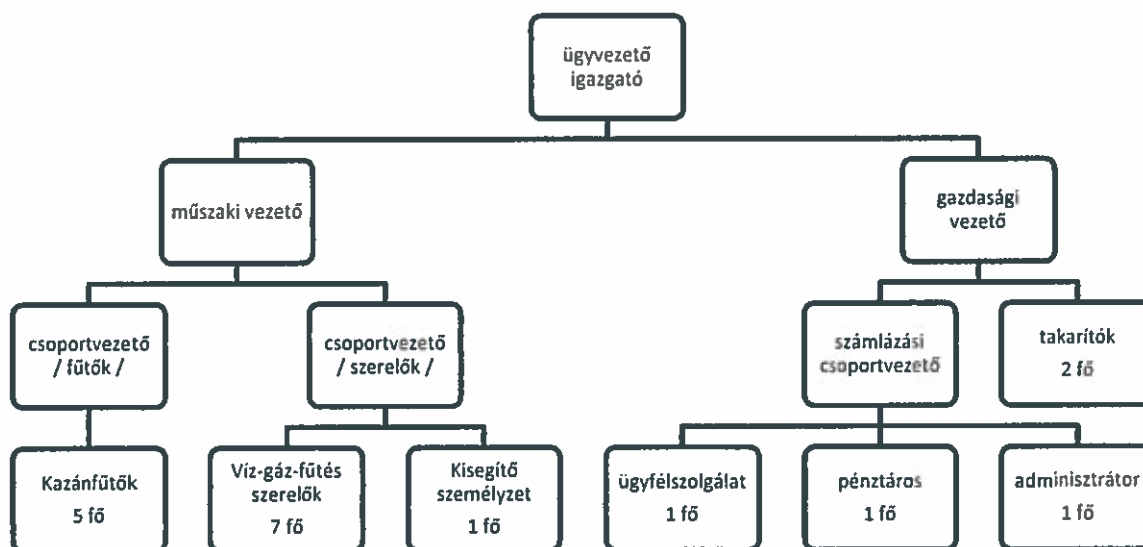 ügyvezető
igazgató
műszaki vezető
gazdasági
vezető
csoportvezető
/ fűtők /
csoportvezető
/ szerelők /
számlázási
csoportvezető
takarítók
2 fő
Kazánfűtők
5 fő
Víz-gáz-fűtés
szerelők
7 fő
Kisegítő
személyzet
1 fő
ügyfélszolgálat
1 fő
pénztáros
1 fő
adminisztrátor
1 fő